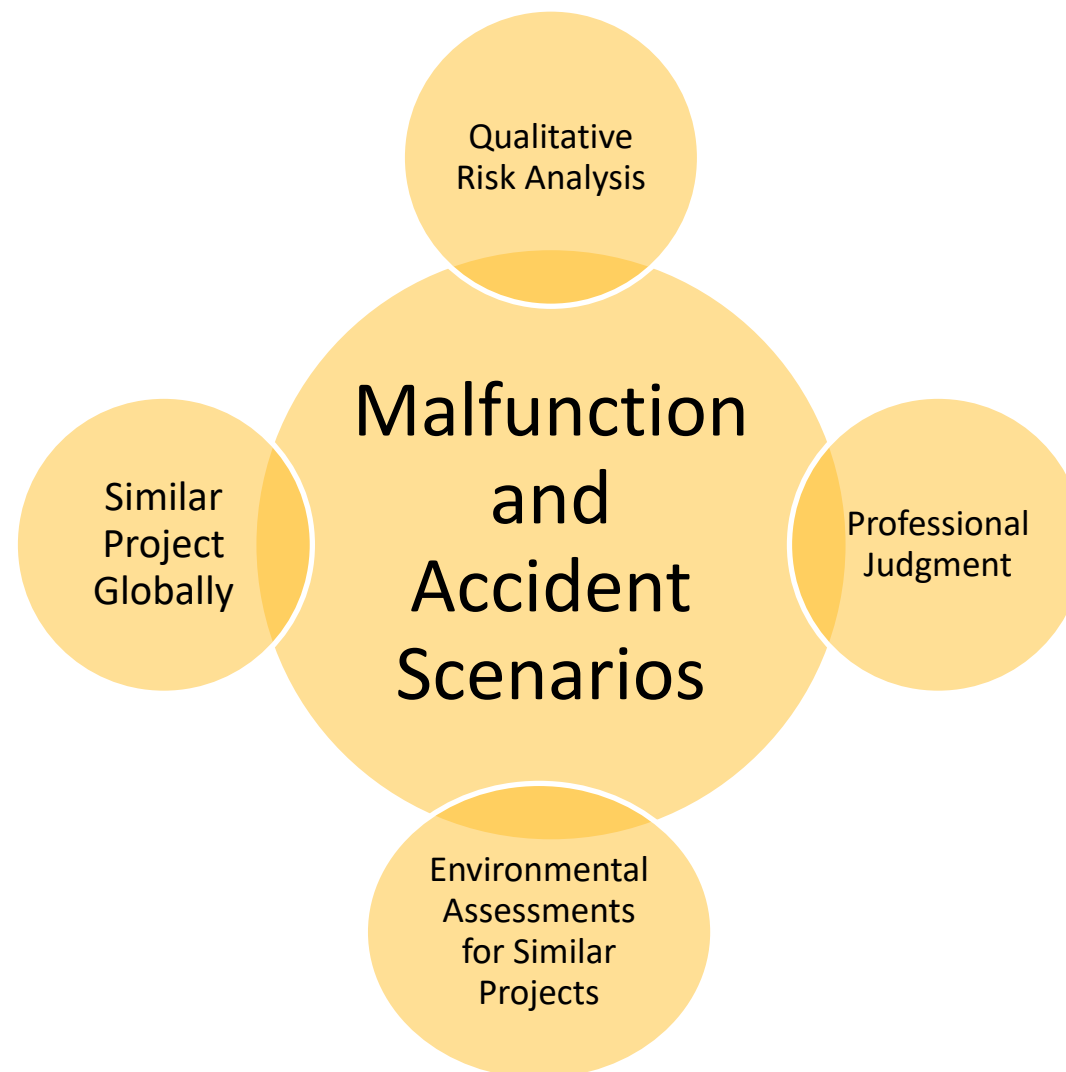 Qualitative
Risk Analysis
Malfunction
and
Accident
Scenarios
Similar
Project
Globally
Professional
Judgment
Environmental
Assessments
for Similar
Projects